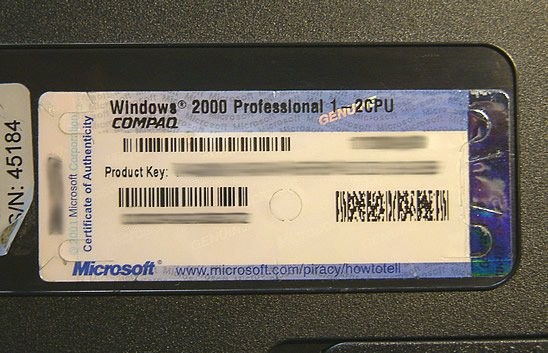 Windows® 2000 Professional 1–2CPU
COMPAQ
GENUINE
Product Key:
Microsoft®
www.microsoft.com/piracy/howtotell
© 2001 Microsoft Corporation
Certificate of Authenticity
S/N: 45184